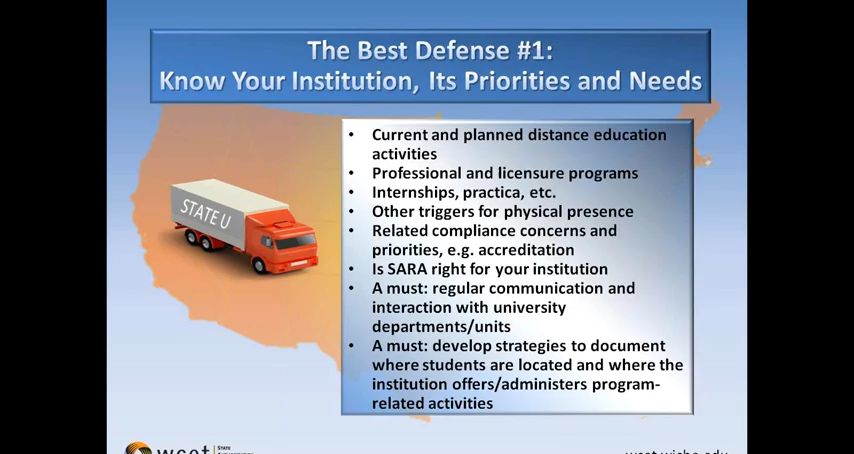 The Best Defense #1:
Know Your Institution, Its Priorities and Needs
• Current and planned distance education
activities
• Professional and licensure programs
• Internships, practica, etc.
• Other triggers for physical presence
• Related compliance concerns and
priorities, e.g. accreditation
• Is SARA right for your institution
• A must: regular communication and
interaction with university
departments/units
• A must: develop strategies to document
where students are located and where the
institution offers/administers program-
related activities
STATE U
wcet
State